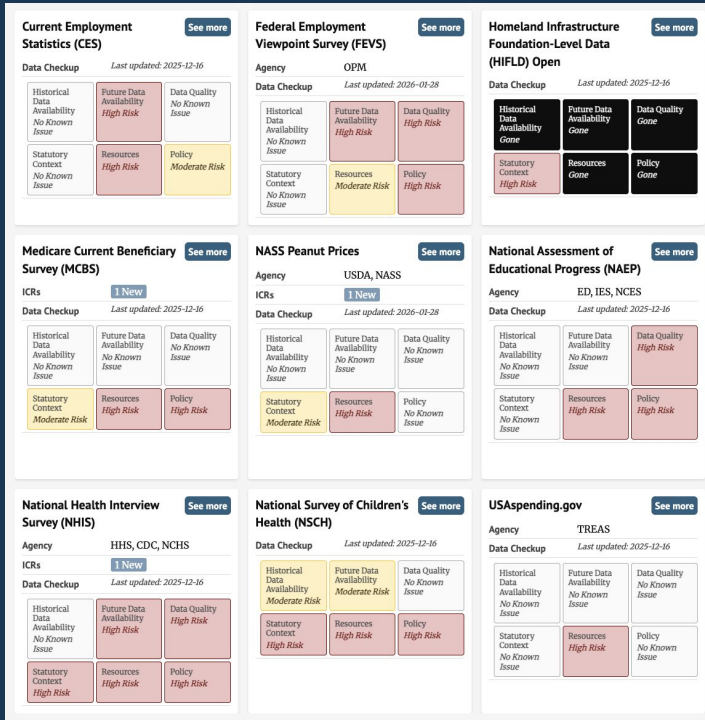 Current Employment
Statistics (CES)
See more
Data Checkup
Last updated: 2025-12-16
Historical
Data
Availability
No Known
Issue
Future Data
Availability
High Risk
Data Quality
No Known
Issue
Statutory
Context
No Known
Issue
Resources
High Risk
Policy
Moderate Risk
Federal Employment
Viewpoint Survey (FEVS)
See more
Agency
OPM
Data Checkup
Last updated: 2026-01-28
Historical
Data
Availability
No Known
Issue
Future Data
Availability
High Risk
Data Quality
High Risk
Statutory
Context
No Known
Issue
Resources
Moderate Risk
Policy
High Risk
Homeland Infrastructure
Foundation-Level Data
(HIFLD) Open
See more
Data Checkup
Last updated: 2025-12-16
Historical
Data
Availability
Gone
Future Data
Availability
Gone
Data Quality
Gone
Statutory
Context
High Risk
Resources
Gone
Policy
Gone
Medicare Current Beneficiary
Survey (MCBS)
See more
ICRs
1 New
Data Checkup
Last updated: 2025-12-16
Historical
Data
Availability
No Known
Issue
Future Data
Availability
No Known
Issue
Data Quality
No Known
Issue
Statutory
Context
Moderate Risk
Resources
High Risk
Policy
High Risk
NASS Peanut Prices
See more
Agency
USDA, NASS
ICRs
1 New
Data Checkup
Last updated: 2026-01-28
Historical
Data
Availability
No Known
Issue
Future Data
Availability
No Known
Issue
Data Quality
No Known
Issue
Statutory
Context
Moderate Risk
Resources
High Risk
Policy
No Known
Issue
National Assessment of
Educational Progress (NAEP)
See more
Agency
ED, IES, NCES
Data Checkup
Last updated: 2025-12-16
Historical
Data
Availability
No Known
Issue
Future Data
Availability
No Known
Issue
Data Quality
High Risk
Statutory
Context
No Known
Issue
Resources
High Risk
Policy
High Risk
National Health Interview
Survey (NHIS)
See more
Agency
HHS, CDC, NCHS
ICRs
1 New
Data Checkup
Last updated: 2025-12-16
Historical
Data
Availability
No Known
Issue
Future Data
Availability
High Risk
Data Quality
High Risk
Statutory
Context
High Risk
Resources
High Risk
Policy
High Risk
National Survey of Children's
Health (NSCH)
See more
Data Checkup
Last updated: 2025-12-16
Historical
Data
Availability
Moderate Risk
Future Data
Availability
Moderate Risk
Data Quality
No Known
Issue
Statutory
Context
High Risk
Resources
High Risk
Policy
High Risk
USAspending.gov
See more
Agency
TREAS
Data Checkup
Last updated: 2025-12-16
Historical
Data
Availability
No Known
Issue
Future Data
Availability
No Known
Issue
Data Quality
No Known
Issue
Statutory
Context
No Known
Issue
Resources
High Risk
Policy
No Known
Issue